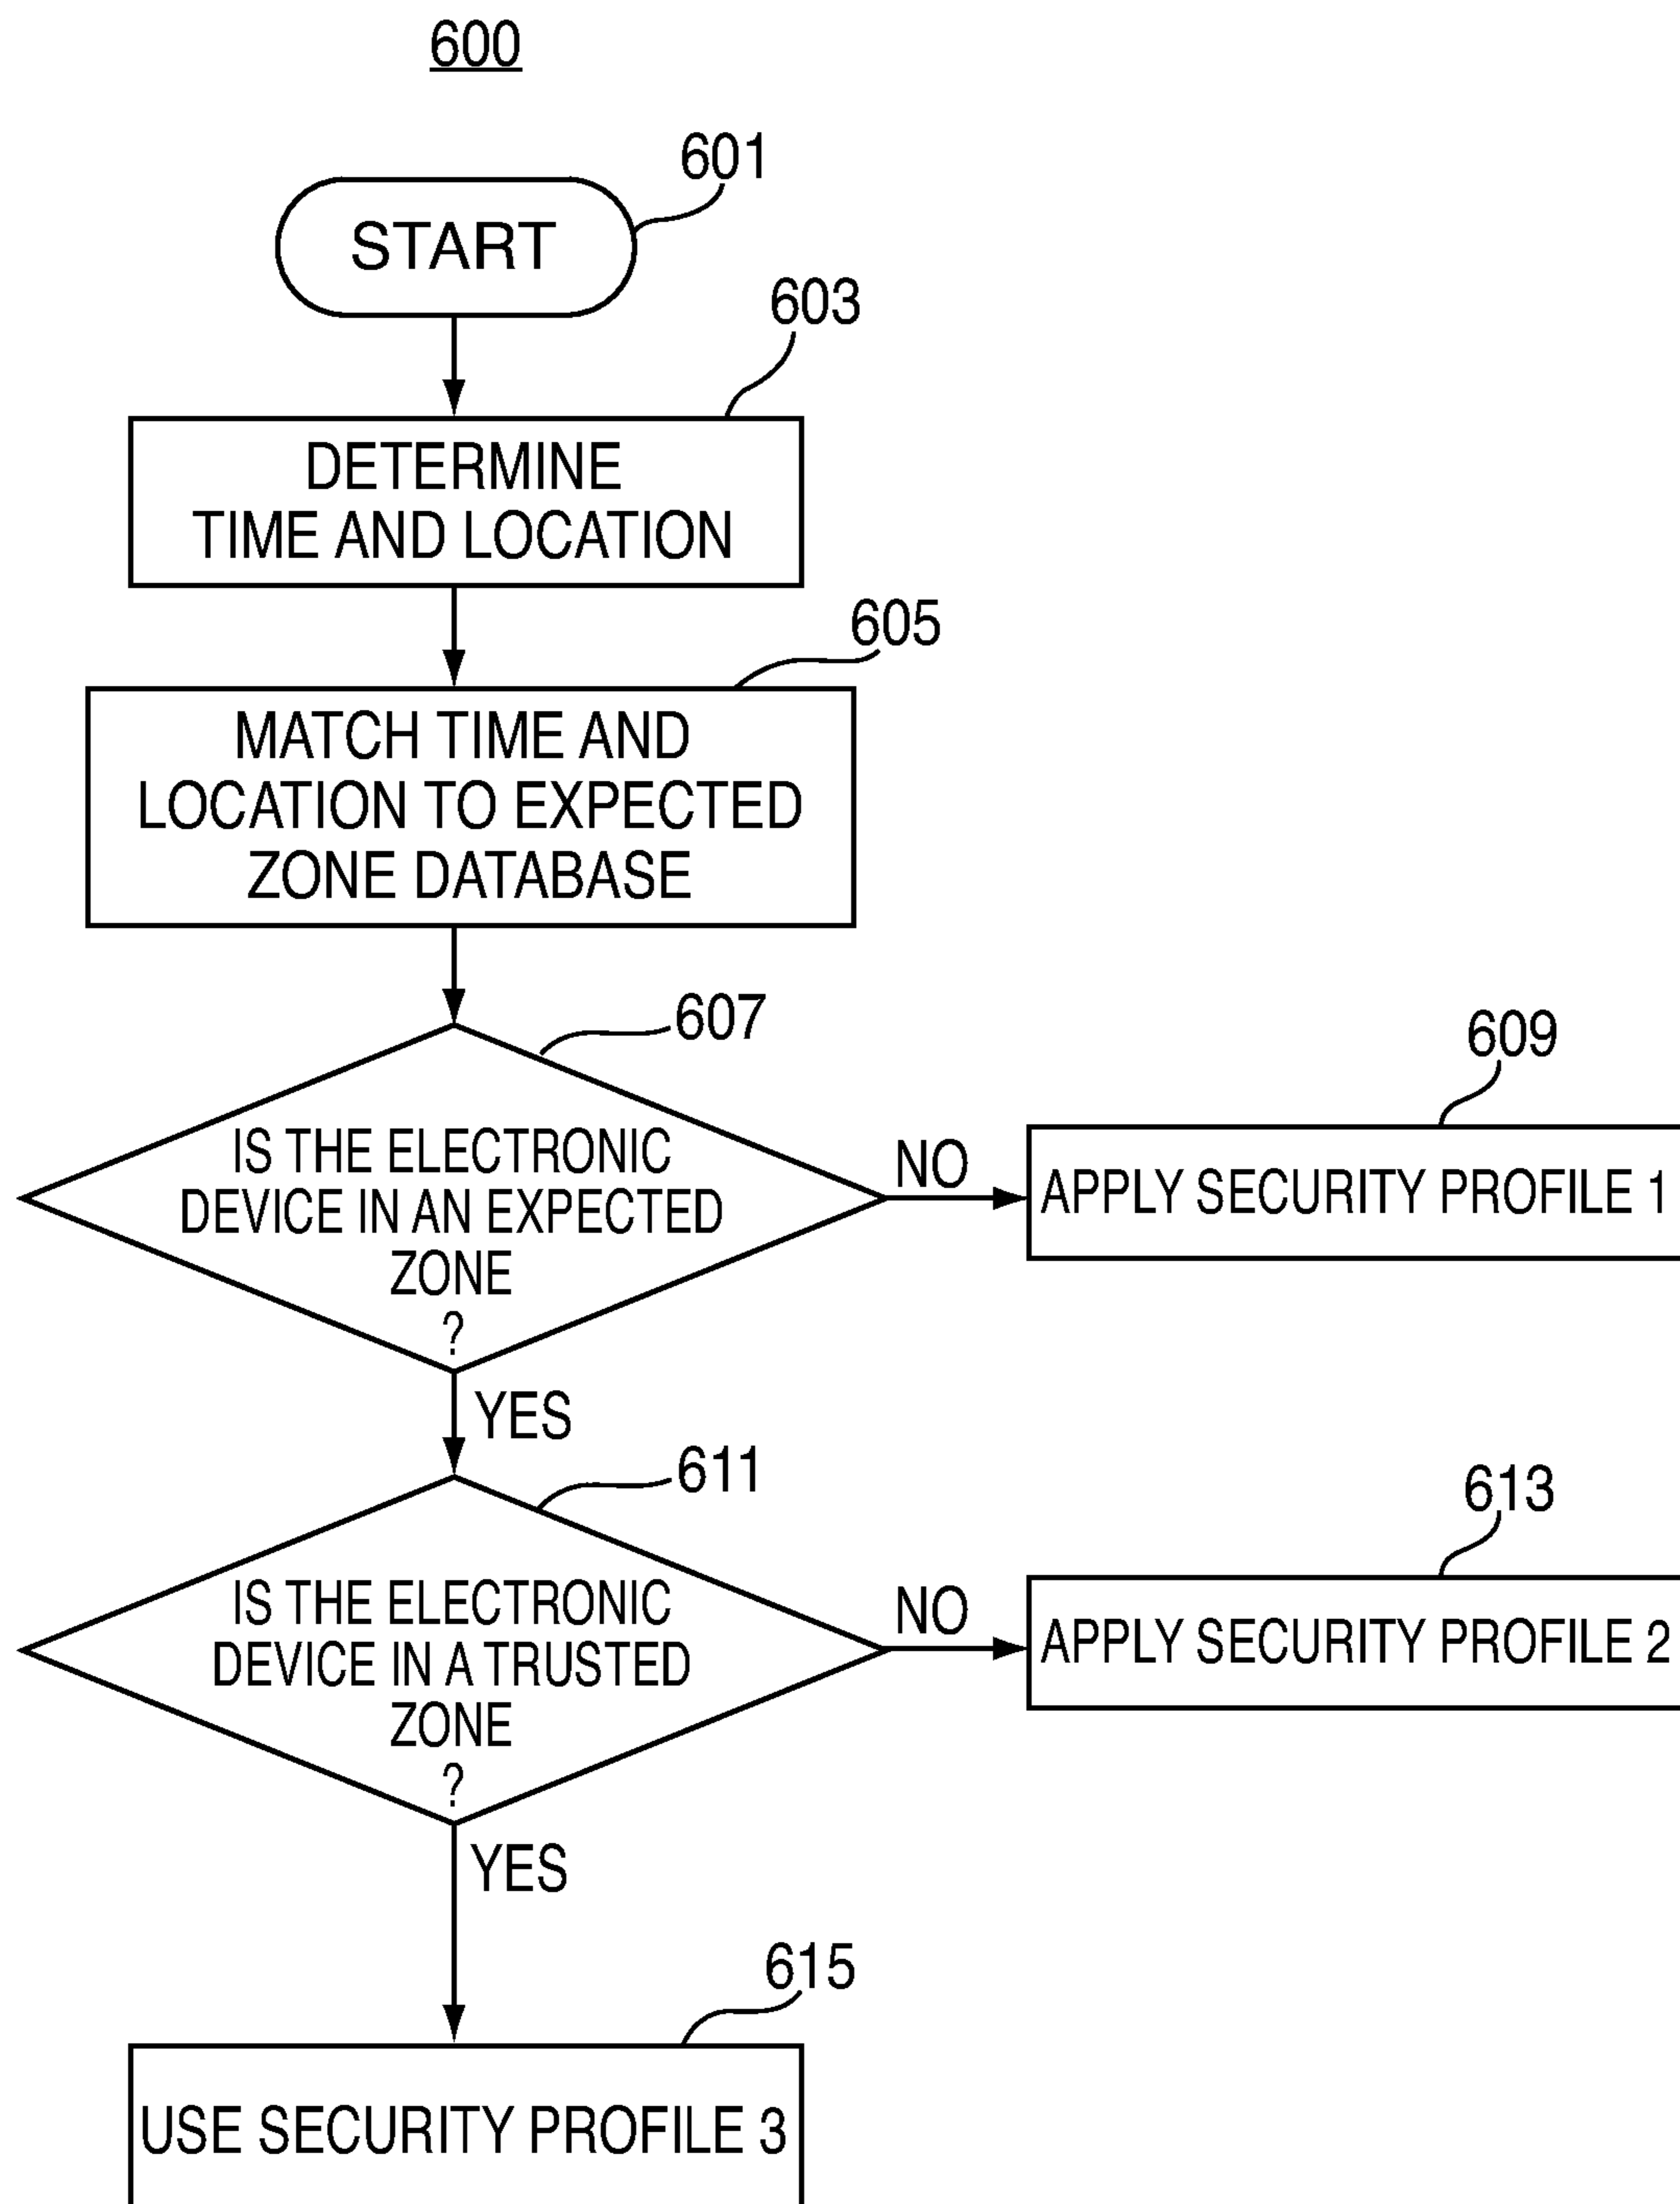 600
601
START
603
DETERMINE
TIME AND LOCATION
605
MATCH TIME AND
LOCATION TO EXPECTED
ZONE DATABASE
607
IS THE ELECTRONIC
DEVICE IN AN EXPECTED
ZONE
?
NO
609
APPLY SECURITY PROFILE 1
YES
611
IS THE ELECTRONIC
DEVICE IN A TRUSTED
ZONE
?
NO
613
APPLY SECURITY PROFILE 2
YES
615
USE SECURITY PROFILE 3